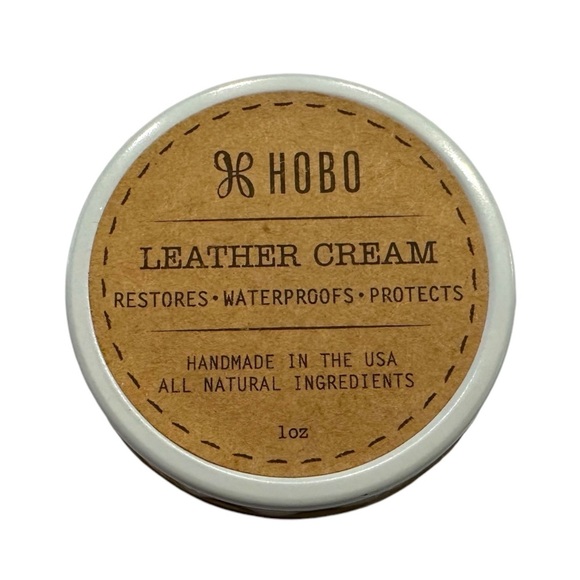 HOBO
LEATHER CREAM
RESTORES • WATERPROOFS • PROTECTS
HANDMADE IN THE USA
ALL NATURAL INGREDIENTS
1oz